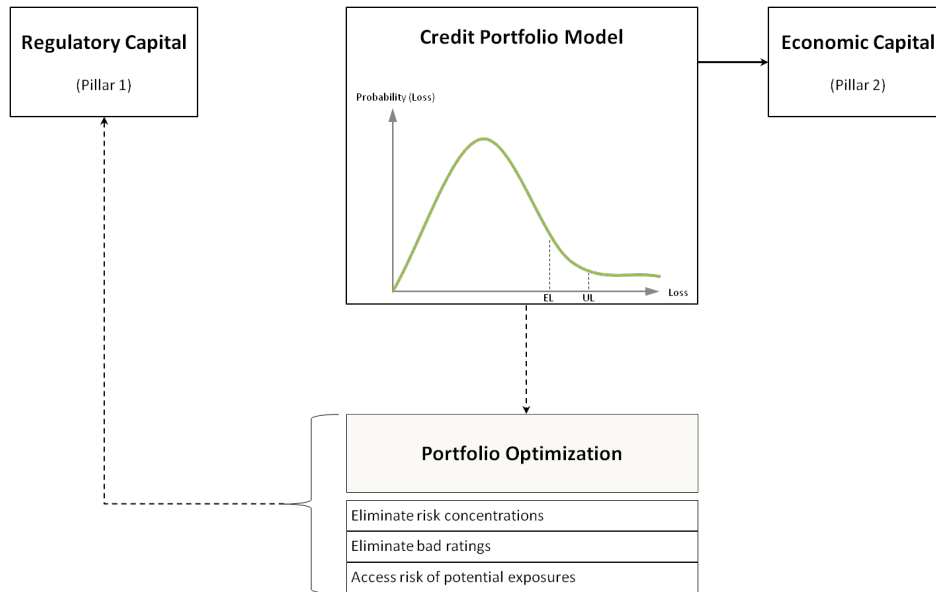 Regulatory Capital
(Pillar 1)
Credit Portfolio Model
Probability (Loss)
EL
UL
Loss
Economic Capital
(Pillar 2)
Portfolio Optimization
Eliminate risk concentrations
Eliminate bad ratings
Access risk of potential exposures